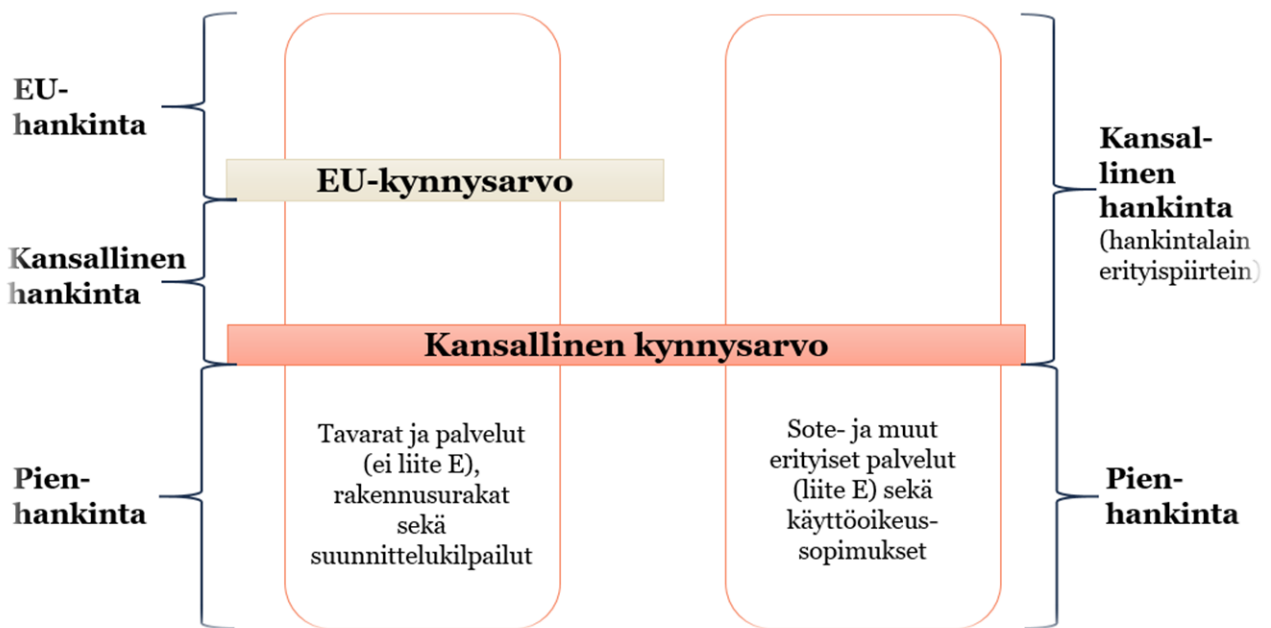 EU-
hankinta
EU-kynnysarvo
Kansallinen
hankinta
Kansallinen kynnysarvo
Pien-
hankinta
Tavarat ja palvelut
(ei liite E),
rakennusurakat
sekä
suunnittelukilpailut
Sote- ja muut
erityiset palvelut
(liite E) sekä
käyttöoikeus-
sopimukset
Kansal-
linen
hankinta
(hankintalain
erityispiirtein)
Pien-
hankinta